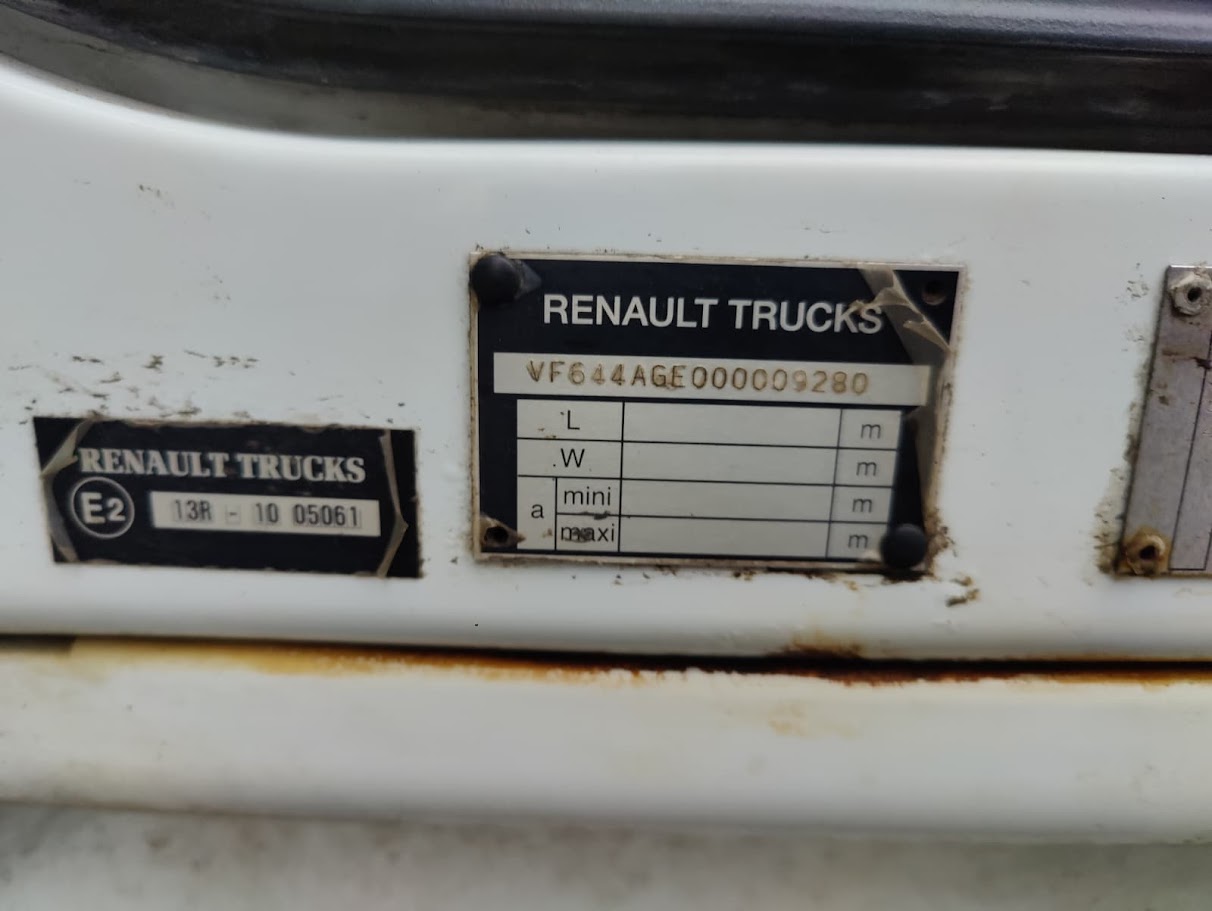 RENAULT TRUCKS
E2
13R - 10 05061
RENAULT TRUCKS
VF644AGE000009280
L m
W m
a mini m
maxi m